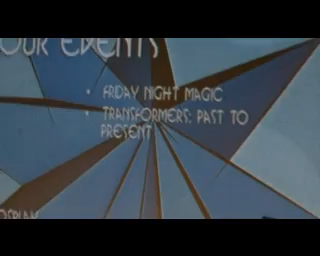 OUR EVENTS
• FRIDAY NIGHT MAGIC
• TRANSFORMERS: PAST TO
PRESENT